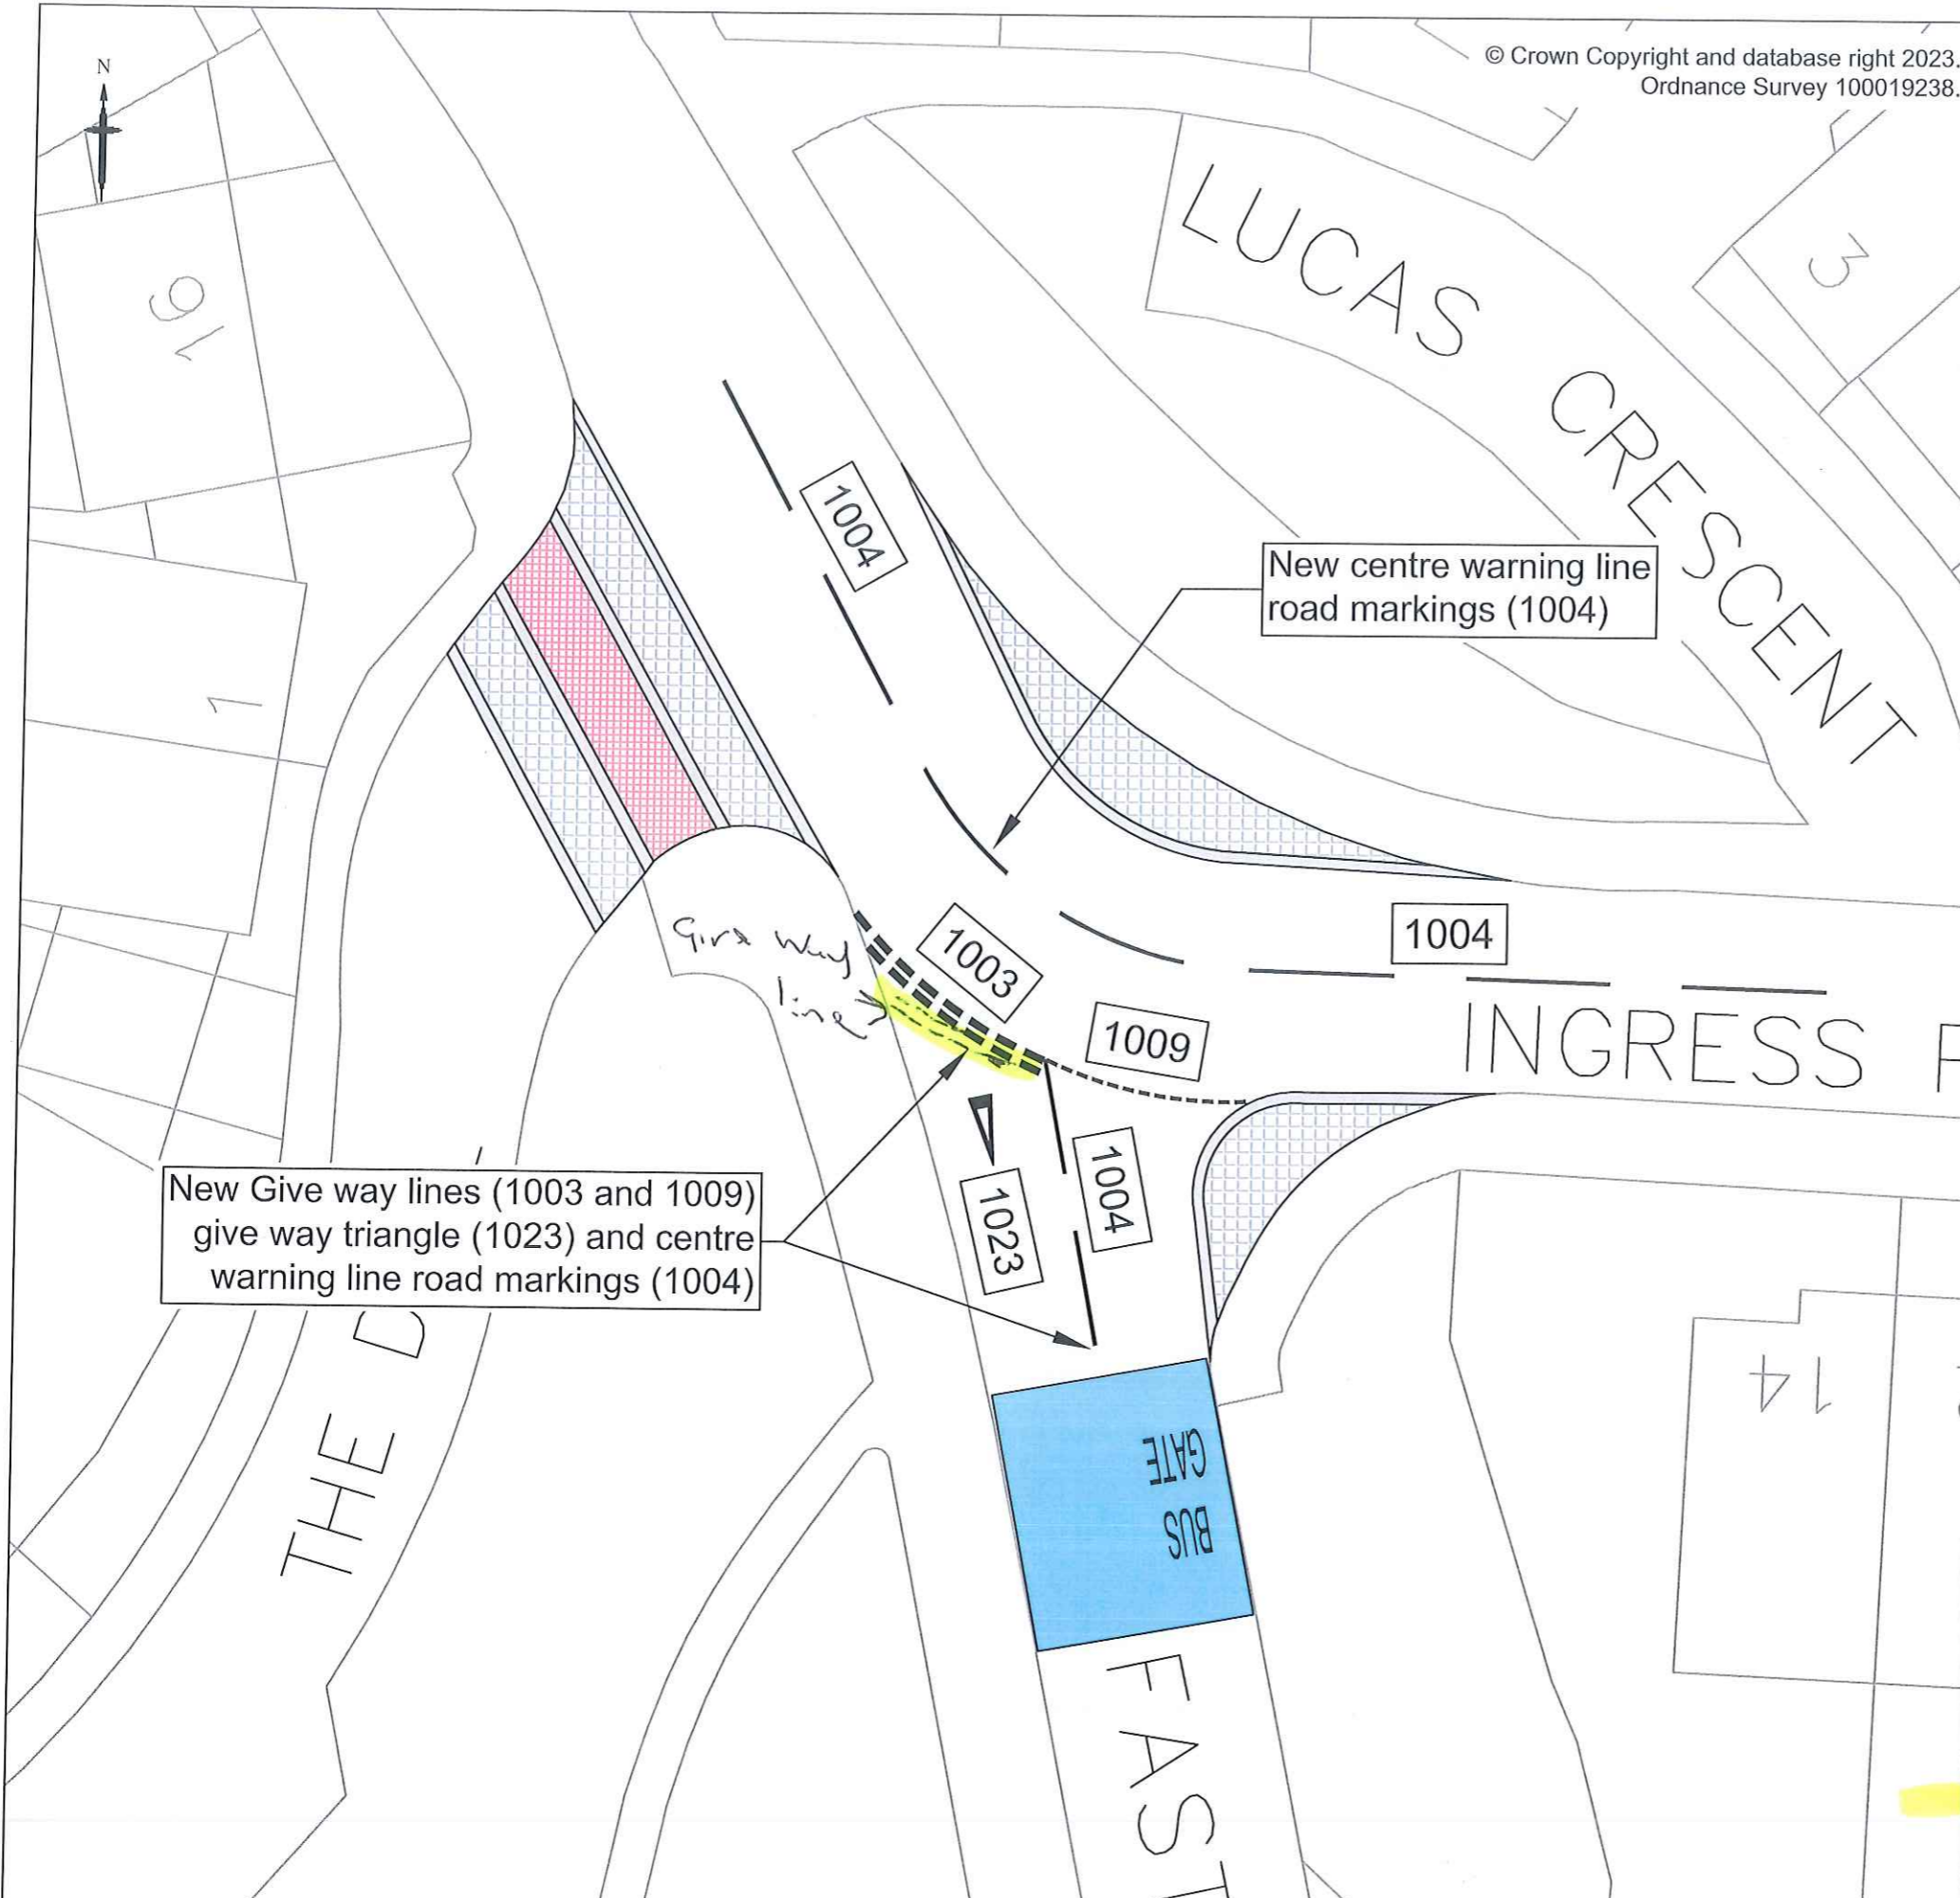 © Crown Copyright and database right 2023.
Ordnance Survey 100019238.
N
LUCAS CRESCENT
3
16
1004
New centre warning line
road markings (1004)
1
1004
1003
Give Way
lines
1009
INGRESS
New Give way lines (1003 and 1009)
give way triangle (1023) and centre
warning line road markings (1004)
1004
1023
THE D
14
BUS
GATE
FAST